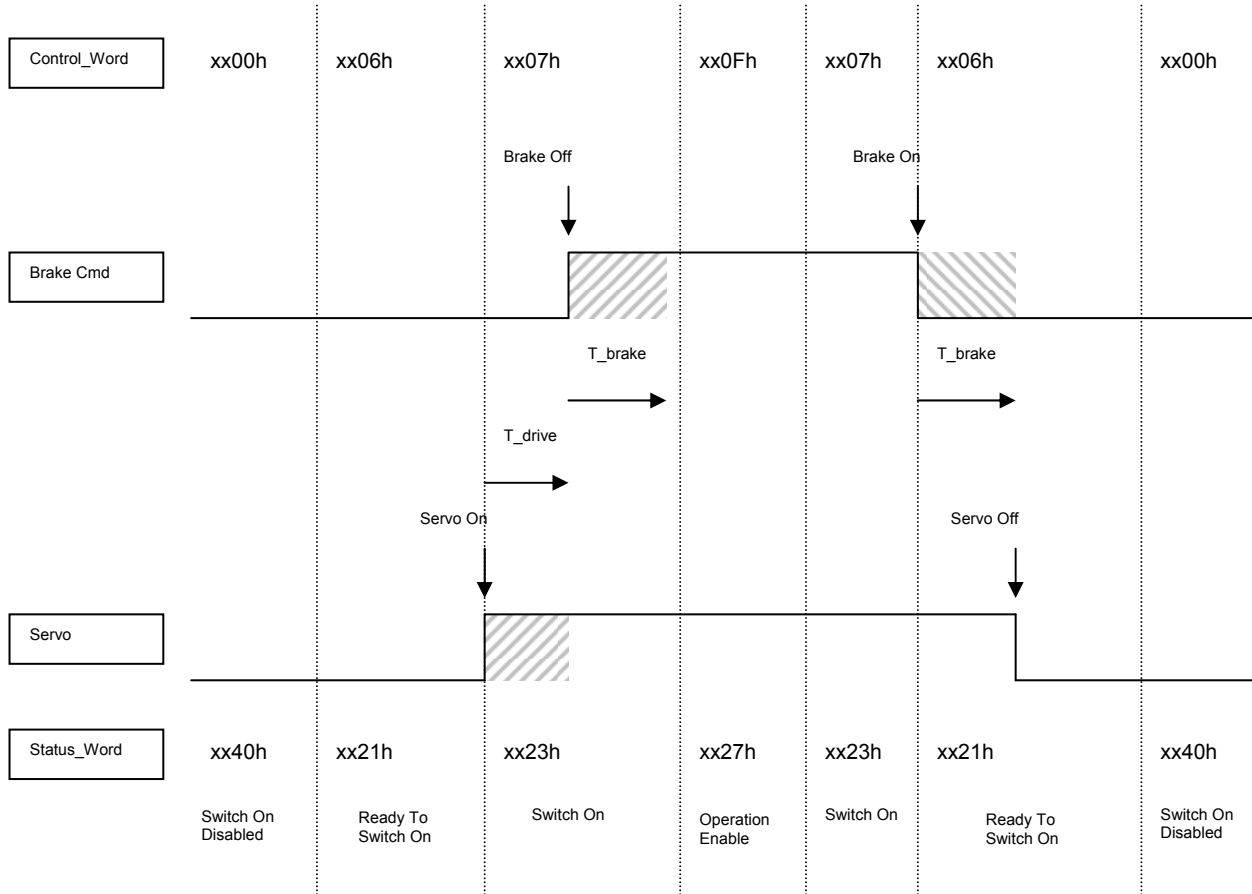 Control_Word
xx00h
xx06h
xx07h
xx0Fh
xx07h
xx06h
xx00h
Brake Off
Brake On
Brake Cmd
T_brake
T_brake
T_drive
Servo On
Servo Off
Servo
Status_Word
xx40h
xx21h
xx23h
xx27h
xx23h
xx21h
xx40h
Switch On
Disabled
Ready To
Switch On
Switch On
Operation
Enable
Switch On
Ready To
Switch On
Switch On
Disabled